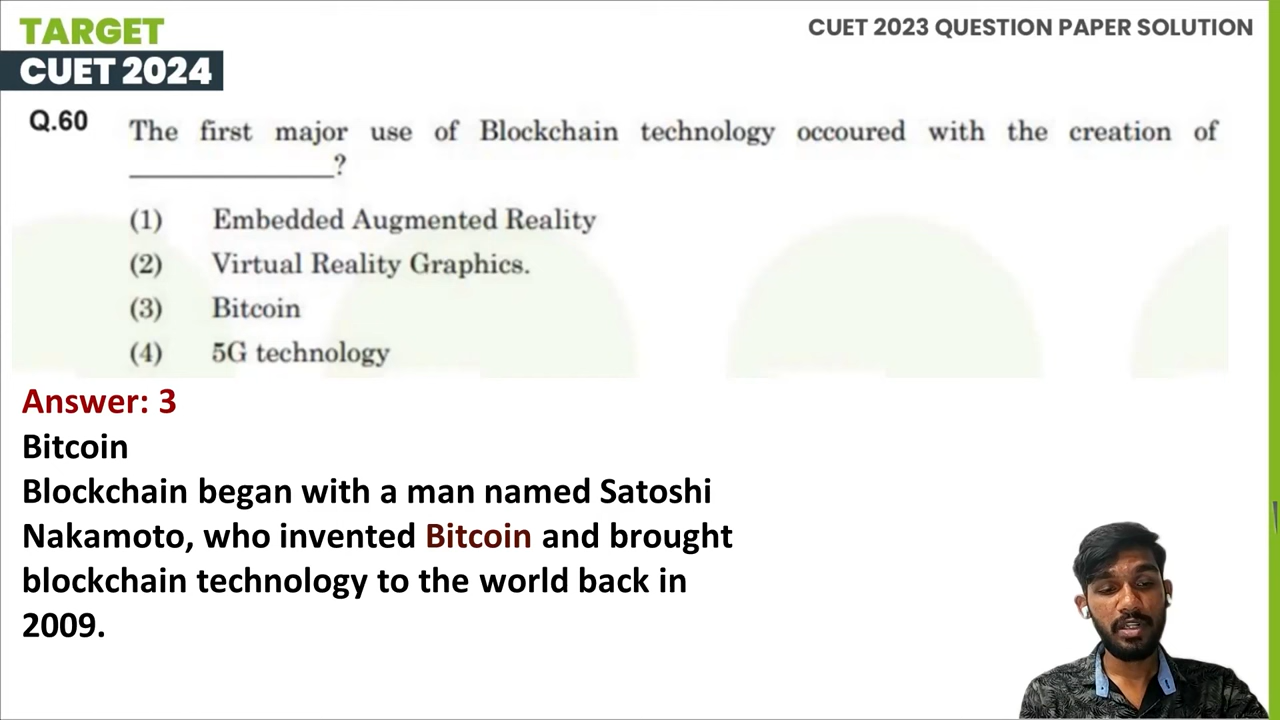 TARGET
CUET 2024
CUET 2023 QUESTION PAPER SOLUTION
Q.60 The first major use of Blockchain technology occoured with the creation of
______________?
(1) Embedded Augmented Reality
(2) Virtual Reality Graphics.
(3) Bitcoin
(4) 5G technology
Answer: 3
Bitcoin
Blockchain began with a man named Satoshi
Nakamoto, who invented Bitcoin and brought
blockchain technology to the world back in
2009.